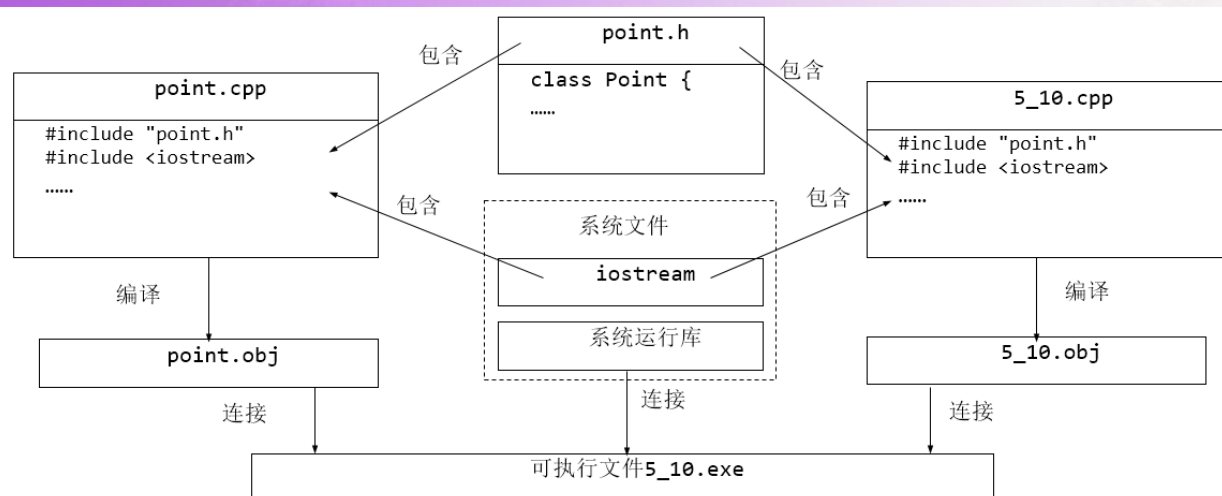 point.h
class Point {
……
包含
包含
point.cpp
#include "point.h"
#include <iostream>
……
5_10.cpp
#include "point.h"
#include <iostream>
……
包含
包含
系统文件
iostream
系统运行库
编译
编译
point.obj
5_10.obj
连接
连接
连接
可执行文件5_10.exe